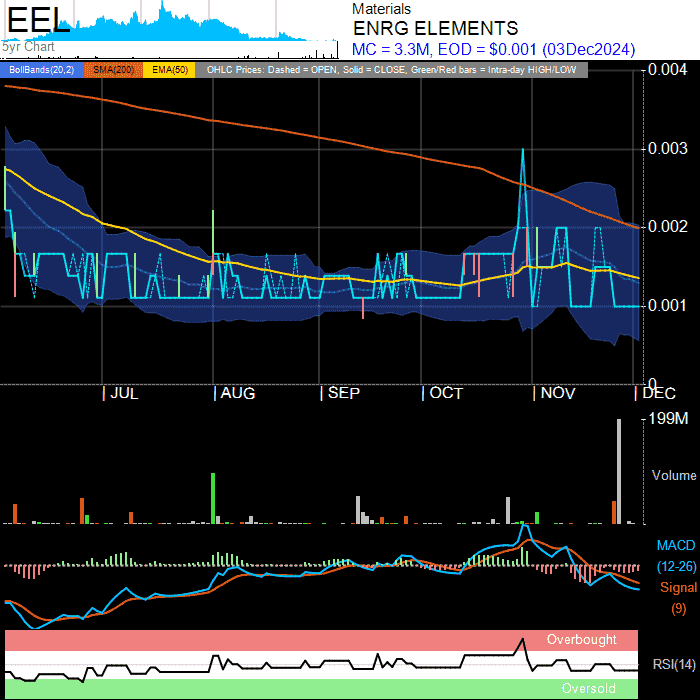 EEL
5yr Chart
Materials
ENRG ELEMENTS
MC = 3.3M, EOD = $0.001 (03Dec2024)
BollBands(20,2) SMA(200) EMA(50) OHLC Prices: Dashed = OPEN, Solid = CLOSE, Green/Red bars = Intra-day HIGH/LOW
0.004
0.003
0.002
0.001
0
JUL AUG SEP OCT NOV DEC
199M
Volume
MACD
(12-26)
Signal
(9)
Overbought
RSI(14)
Oversold